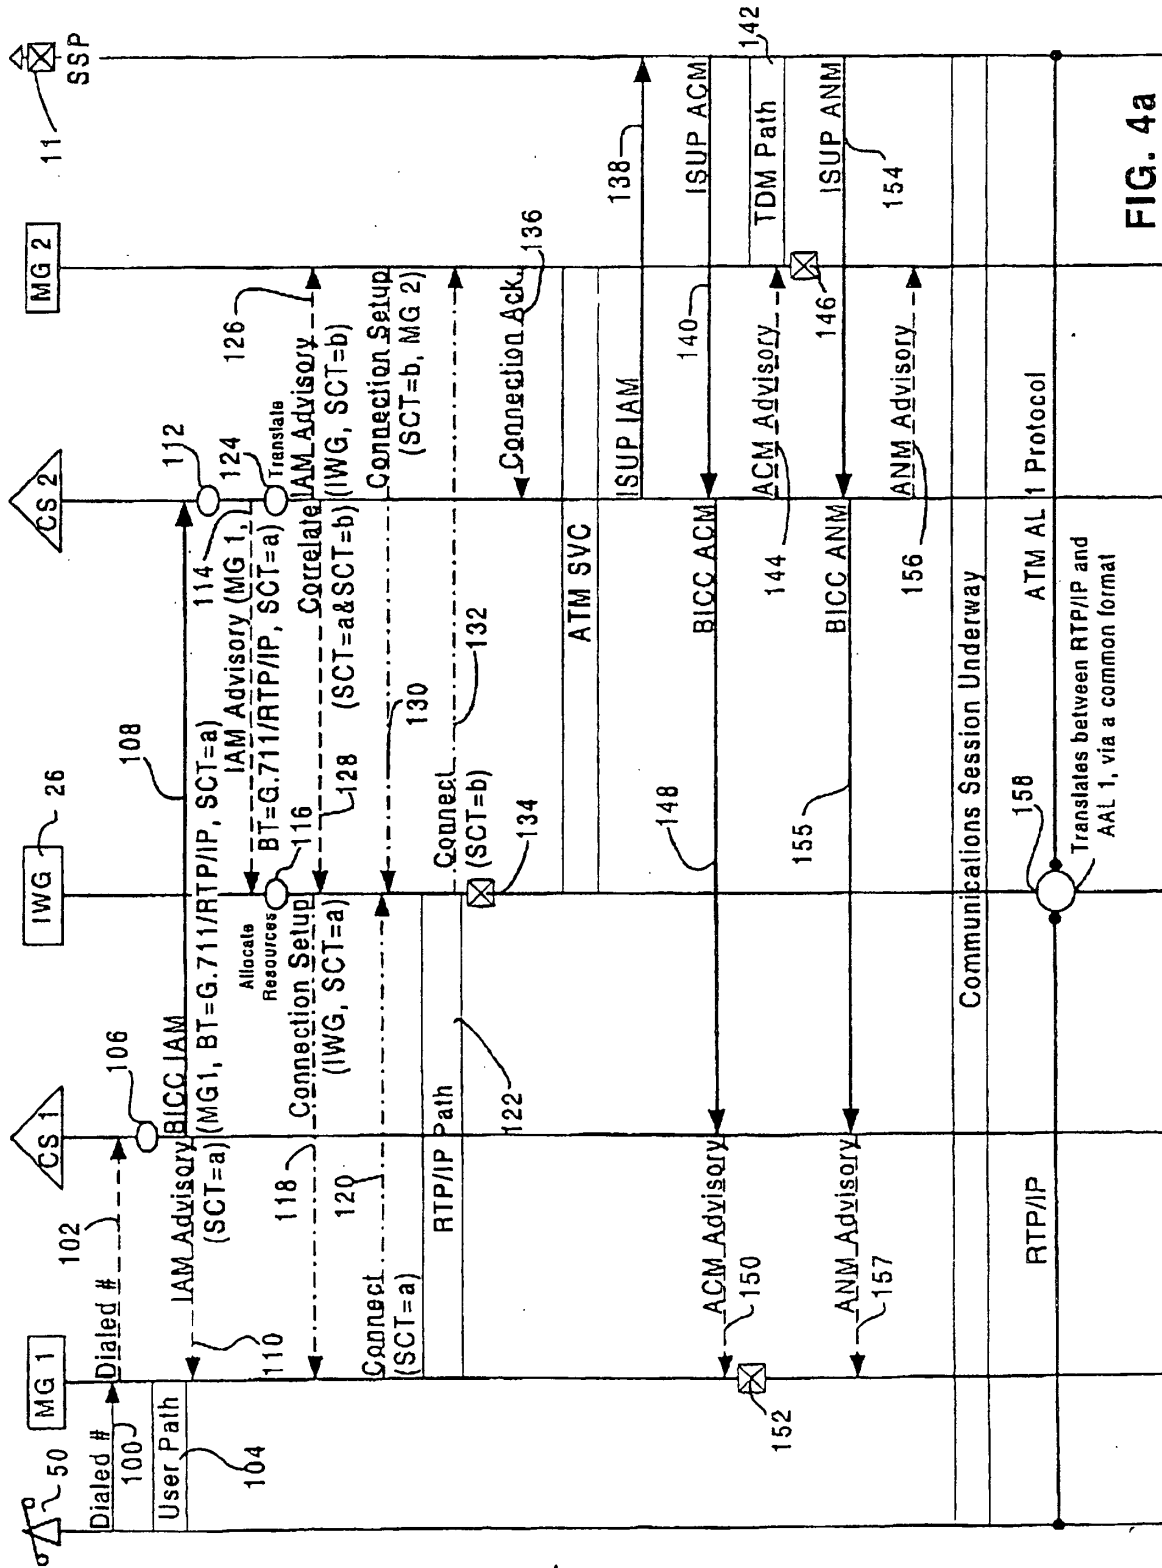 50
MG 1
CS 1
IWG
26
CS 2
MG 2
11
SSP
Dialed #
100
Dialed #
102
User Path
104
106
BICC IAM
(MG1, BT=G.711/RTP/IP, SCT=a)
108
IAM Advisory
(SCT=a)
110
112
114
IAM Advisory (MG 1,
BT=G.711/RTP/IP, SCT=a)
Allocate
Resources
116
124
Translate
118
Connection Setup
(IWG, SCT=a)
Correlate
(SCT=a&SCT=b)
128
IAM Advisory
(IWG, SCT=b)
126
Connect
(SCT=a)
120
130
Connection Setup
(SCT=b, MG 2)
RTP/IP Path
122
Connect
(SCT=b)
132
134
Connection Ack.
136
ATM SVC
ISUP IAM
138
ISUP ACM
140
BICC ACM
148
ACM Advisory
150
152
ACM Advisory
144
TDM Path
142
146
ISUP ANM
154
BICC ANM
155
ANM Advisory
157
ANM Advisory
156
Communications Session Underway
RTP/IP
158
ATM AL 1 Protocol
Translates between RTP/IP and
AAL 1, via a common format
FIG. 4a